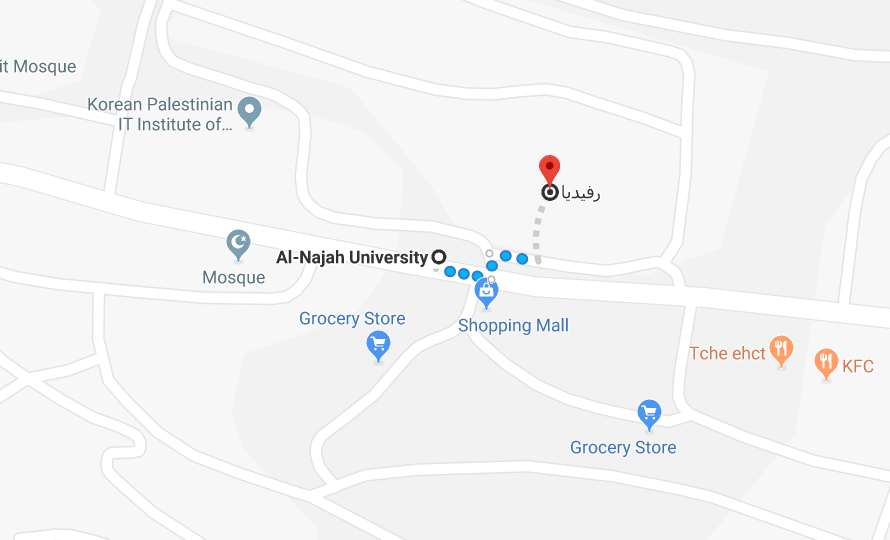 it Mosque
Korean Palestinian
IT Institute of...
رفيديا
Al-Najah University
Mosque
Grocery Store
Shopping Mall
Tche ehct
KFC
Grocery Store